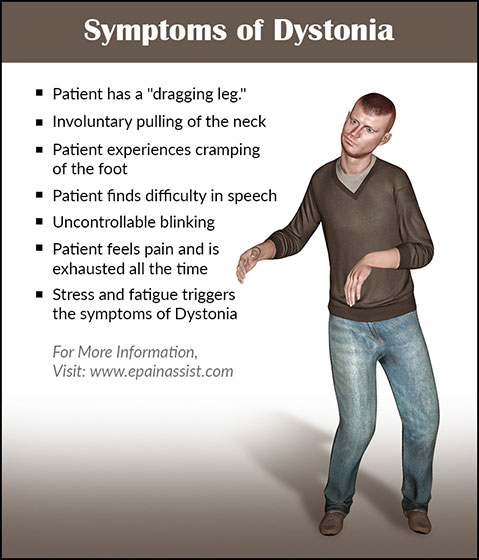 Symptoms of Dystonia
▪ Patient has a "dragging leg."
▪ Involuntary pulling of the neck
▪ Patient experiences cramping
of the foot
▪ Patient finds difficulty in speech
▪ Uncontrollable blinking
▪ Patient feels pain and is
exhausted all the time
▪ Stress and fatigue triggers
the symptoms of Dystonia
For More Information,
Visit: www.epainassist.com